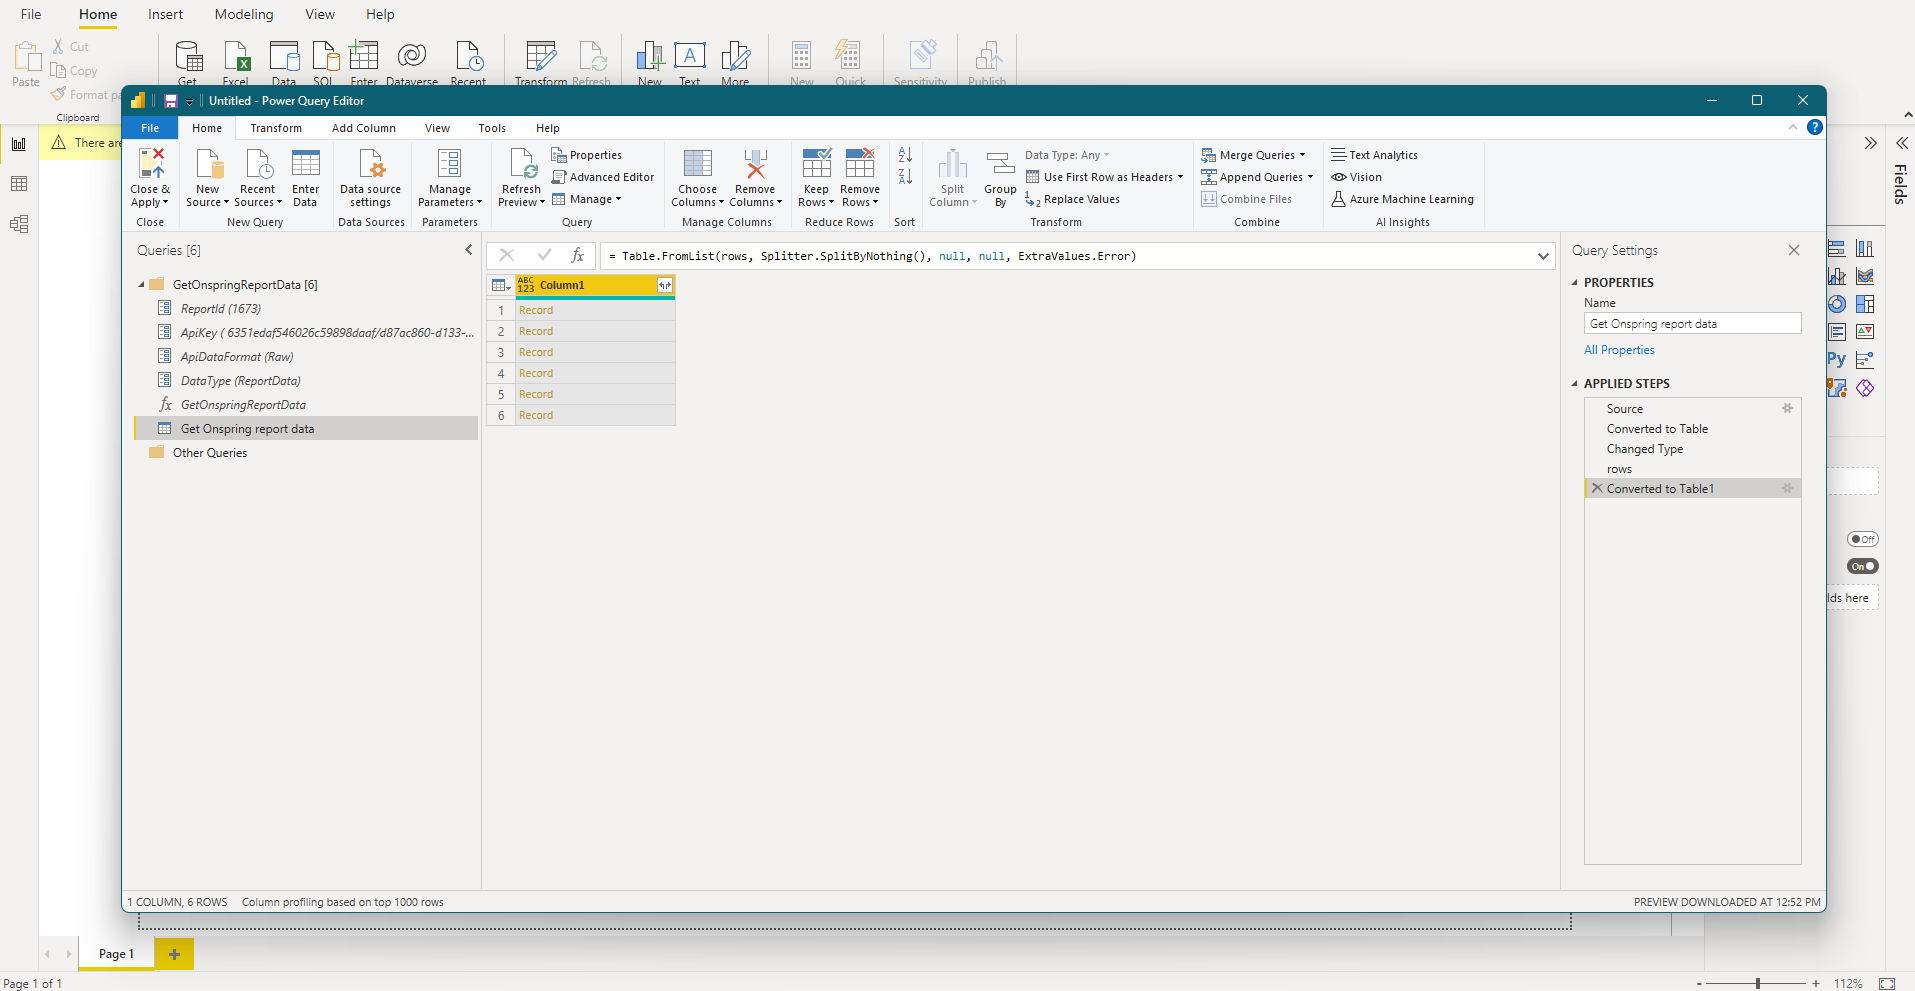 File Home Insert Modeling View Help
Cut
Copy
Format
Paste
Clipboard
Get Excel Data SQL Enter Dataverse Recent Transform Refresh New Text More New Quick Sensitivity Publish
There are
Untitled - Power Query Editor
File Home Transform Add Column View Tools Help
Close & Apply
Close
New Source
Recent Sources
Enter Data
New Query
Data source settings
Data Sources
Manage Parameters
Parameters
Refresh Preview
Properties
Advanced Editor
Manage
Query
Choose Columns
Remove Columns
Manage Columns
Keep Rows
Remove Rows
Reduce Rows
A Z
Z A
Sort
Split Column
Group By
Data Type: Any
Use First Row as Headers
1 2 Replace Values
Transform
Merge Queries
Append Queries
Combine Files
Combine
Text Analytics
Vision
Azure Machine Learning
AI Insights
Fields
Queries [6]
GetOnspringReportData [6]
ReportId (1673)
ApiKey ( 6351edaf546026c59898daaf/d87ac860-d133-...
ApiDataFormat (Raw)
DataType (ReportData)
fx GetOnspringReportData
Get Onspring report data
Other Queries
fx = Table.FromList(rows, Splitter.SplitByNothing(), null, null, ExtraValues.Error)
ABC 123 Column1
1 Record
2 Record
3 Record
4 Record
5 Record
6 Record
Query Settings
PROPERTIES
Name
Get Onspring report data
All Properties
APPLIED STEPS
Source
Converted to Table
Changed Type
rows
Converted to Table1
Py
Off
On
lds here
1 COLUMN, 6 ROWS Column profiling based on top 1000 rows
PREVIEW DOWNLOADED AT 12:52 PM
Page 1 +
Page 1 of 1
- + 112%